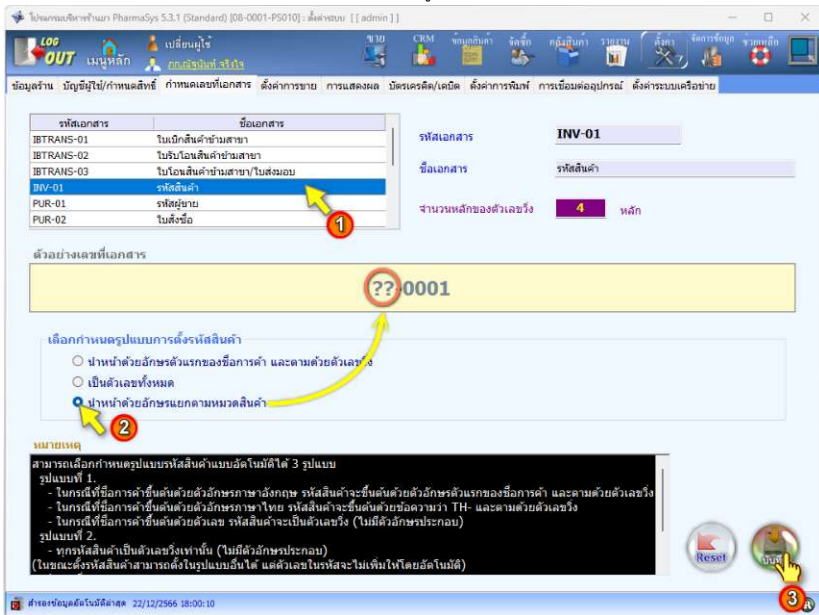 โปรแกรมบริหารร้านยา PharmaSys 5.3.1 (Standard) [08-0001-PS010] : ตั้งค่าระบบ [ [ admin ] ]
LOG OUT
เมนูหลัก
เปลี่ยนผู้ใช้
ขาย
CRM
ข้อมูลสินค้า
จัดซื้อ
คลังสินค้า
รายงาน
ตั้งค่า
จัดการข้อมูล
ช่วยเหลือ
ข้อมูลร้าน บัญชีผู้ใช้/กำหนดสิทธิ์ กำหนดเลขที่เอกสาร ตั้งค่าการขาย การแสดงผล บัตรเครดิต/เดบิต ตั้งค่าการพิมพ์ การเชื่อมต่ออุปกรณ์ ตั้งค่าระบบเครือข่าย
รหัสเอกสาร ชื่อเอกสาร
IBTRANS-01 ใบเบิกสินค้าข้ามสาขา
IBTRANS-02 ใบรับโอนสินค้าข้ามสาขา
IBTRANS-03 ใบโอนสินค้าข้ามสาขา/ใบส่งมอบ
INV-01 รหัสสินค้า
PUR-01 รหัสผู้ขาย
PUR-02 ใบสั่งซื้อ
1
รหัสเอกสาร INV-01
ชื่อเอกสาร รหัสสินค้า
จำนวนหลักของตัวเลขวิ่ง 4 หลัก
ตัวอย่างเลขที่เอกสาร
??-0001
เลือกกำหนดรูปแบบการตั้งรหัสสินค้า
นำหน้าด้วยอักษรตัวแรกของชื่อการค้า และตามด้วยตัวเลขวิ่ง
เป็นตัวเลขทั้งหมด
นำหน้าด้วยอักษรแยกตามหมวดสินค้า
2
หมายเหตุ
สามารถเลือกกำหนดรูปแบบรหัสสินค้าแบบอัตโนมัติได้ 3 รูปแบบ
รูปแบบที่ 1.
- ในกรณีที่ชื่อการค้าขึ้นต้นด้วยตัวอักษรภาษาอังกฤษ รหัสสินค้าจะขึ้นต้นด้วยตัวอักษรตัวแรกของชื่อการค้า และตามด้วยตัวเลขวิ่ง
- ในกรณีที่ชื่อการค้าขึ้นต้นด้วยตัวอักษรภาษาไทย รหัสสินค้าจะขึ้นต้นด้วยข้อความว่า TH- และตามด้วยตัวเลขวิ่ง
- ในกรณีที่ชื่อการค้าขึ้นต้นด้วยตัวเลข รหัสสินค้าจะเป็นตัวเลขวิ่ง (ไม่มีตัวอักษรประกอบ)
รูปแบบที่ 2.
- ทุกรหัสสินค้าเป็นตัวเลขวิ่งเท่านั้น (ไม่มีตัวอักษรประกอบ)
(ในขณะตั้งรหัสสินค้าสามารถตั้งในรูปแบบอื่นได้ แต่ตัวเลขในรหัสจะไม่เพิ่มให้โดยอัตโนมัติ)
Reset
บันทึก
3
สำรองข้อมูลอัตโนมัติล่าสุด 22/12/2566 18:00:10